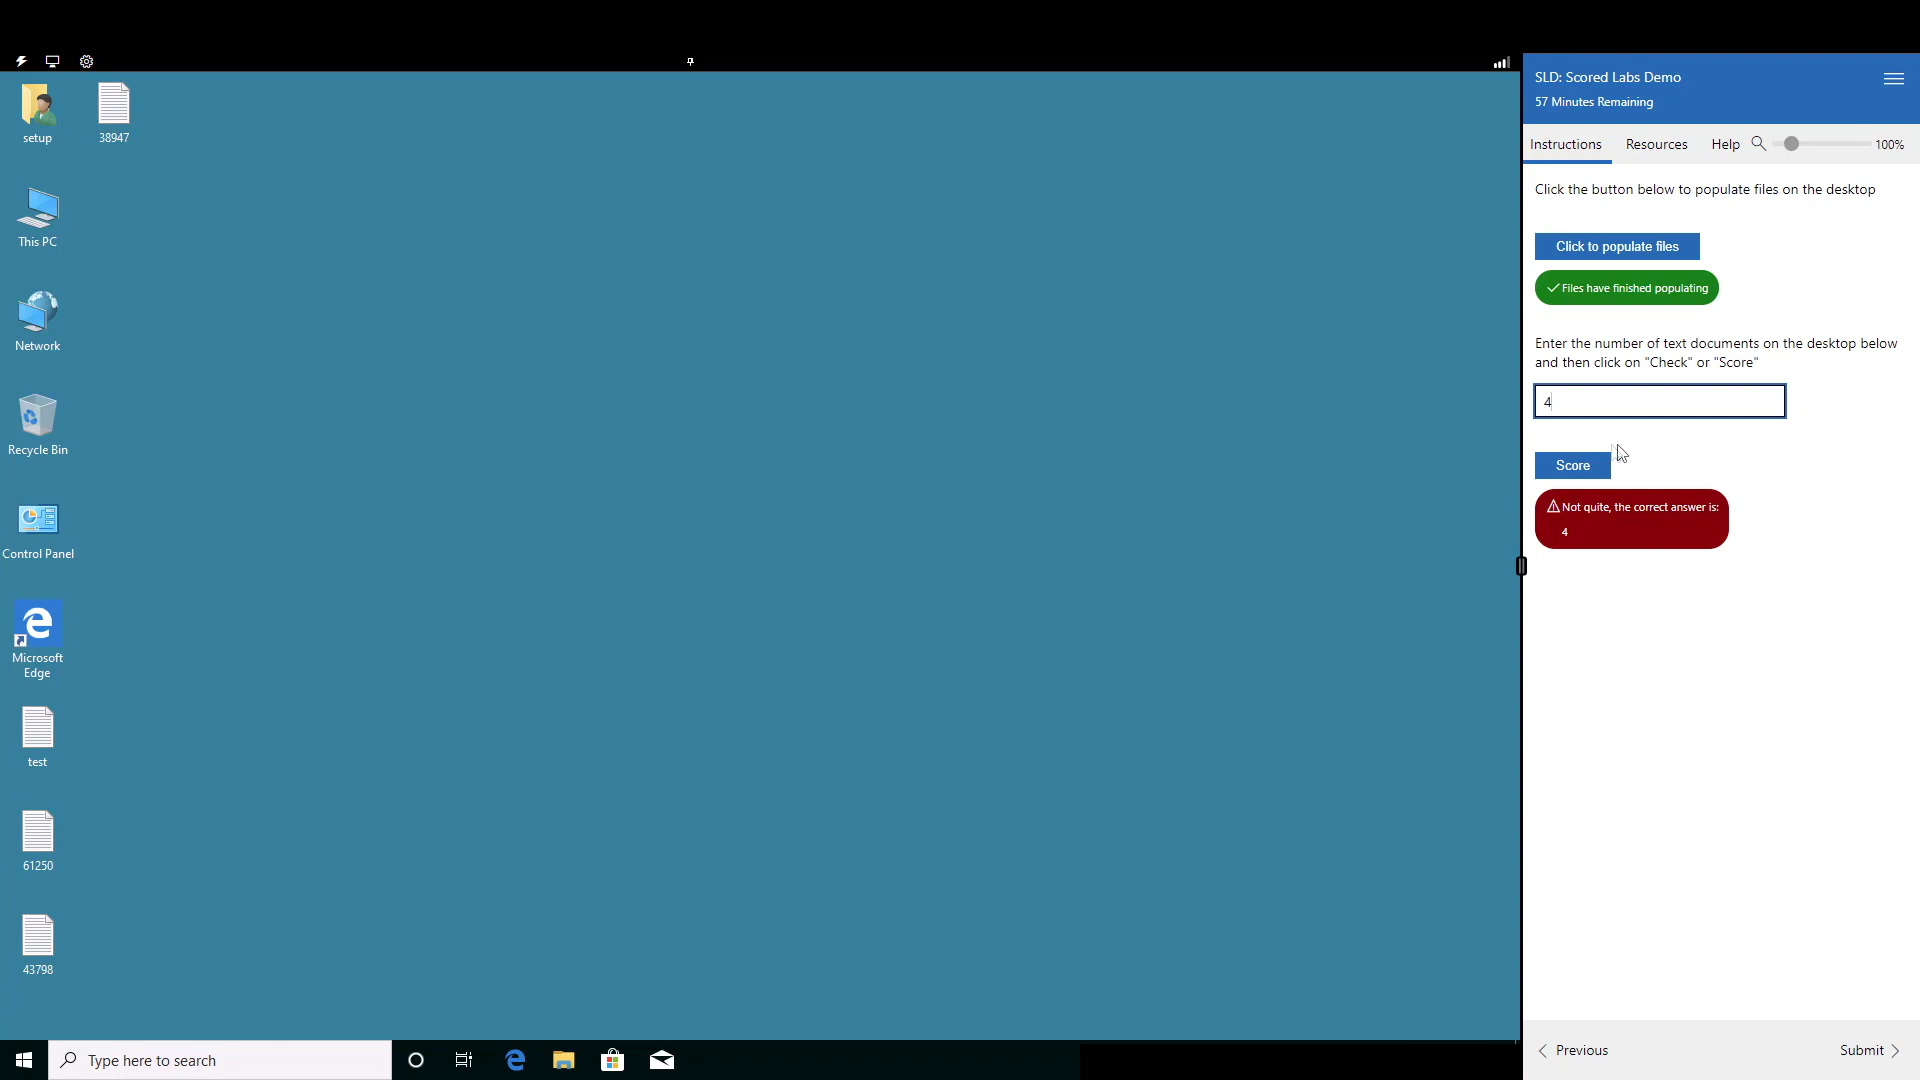 setup
38947
This PC
Network
Recycle Bin
Control Panel
Microsoft
Edge
test
61250
43798
Type here to search
SLD: Scored Labs Demo
57 Minutes Remaining
Instructions Resources Help 100%
Click the button below to populate files on the desktop
Click to populate files
Files have finished populating
Enter the number of text documents on the desktop below
and then click on "Check" or "Score"
4
Score
Not quite, the correct answer is:
4
Previous Submit